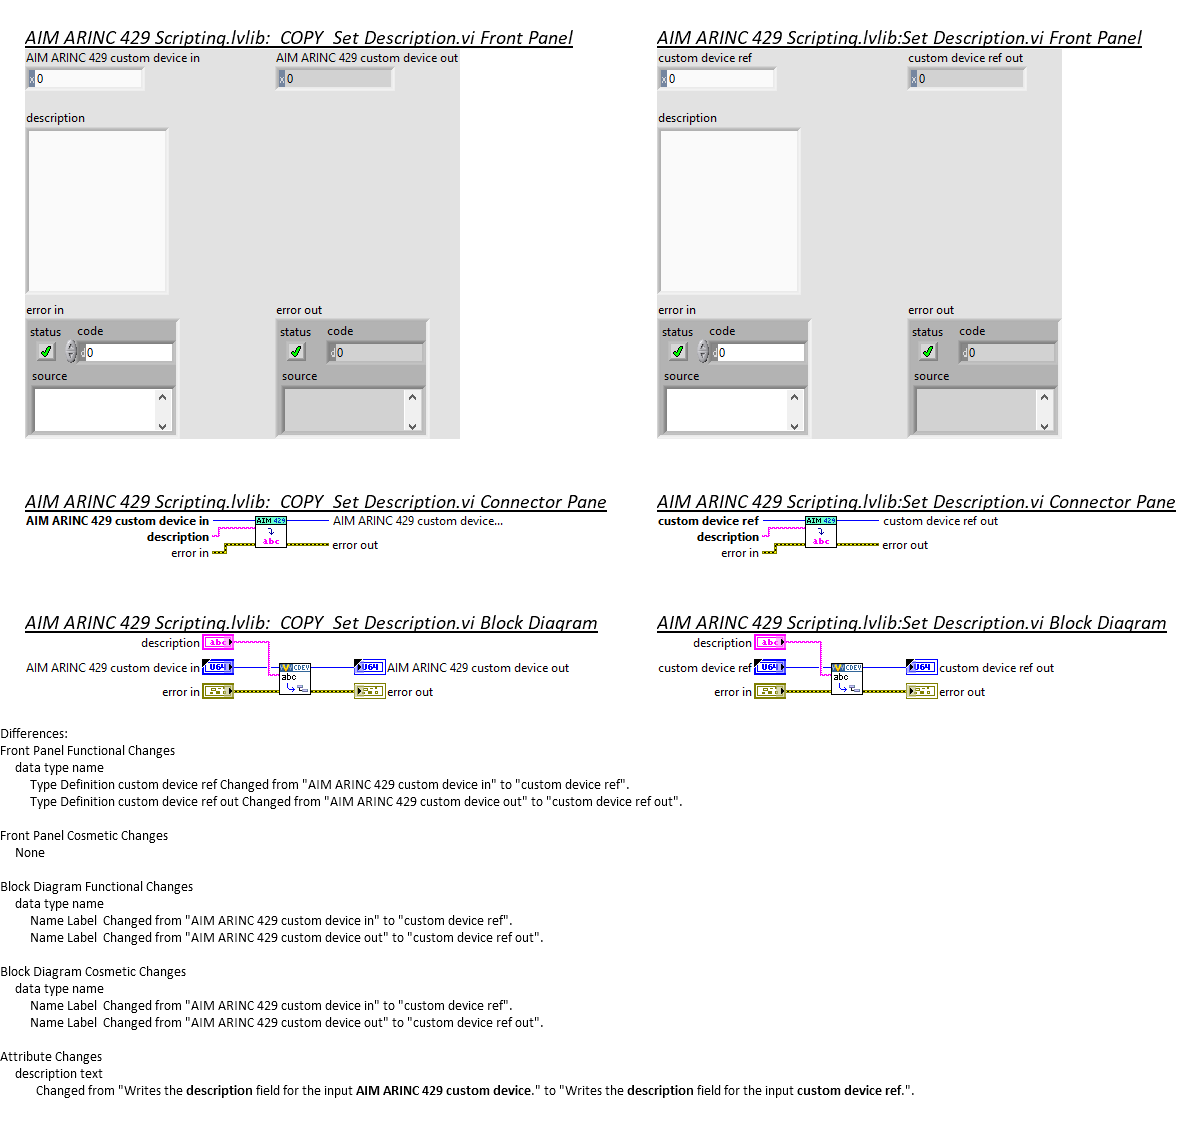 AIM ARINC 429 Scripting.lvlib:_COPY_Set Description.vi Front Panel
AIM ARINC 429 custom device in
AIM ARINC 429 custom device out
x 0
x 0
description
error in
error out
status
code
status
code
d 0
d 0
source
source
AIM ARINC 429 Scripting.lvlib:Set Description.vi Front Panel
custom device ref
custom device ref out
x 0
x 0
description
error in
error out
status
code
status
code
d 0
d 0
source
source
AIM ARINC 429 Scripting.lvlib:_COPY_Set Description.vi Connector Pane
AIM ARINC 429 custom device in
AIM 429
AIM ARINC 429 custom device...
description
abc
error in
error out
AIM ARINC 429 Scripting.lvlib:Set Description.vi Connector Pane
custom device ref
AIM 429
custom device ref out
description
abc
error in
error out
AIM ARINC 429 Scripting.lvlib:_COPY_Set Description.vi Block Diagram
description
abc
AIM ARINC 429 custom device in
U64
CDEV
abc
U64
AIM ARINC 429 custom device out
error in
error out
AIM ARINC 429 Scripting.lvlib:Set Description.vi Block Diagram
description
abc
custom device ref
U64
CDEV
abc
U64
custom device ref out
error in
error out
Differences:
Front Panel Functional Changes
data type name
Type Definition custom device ref Changed from "AIM ARINC 429 custom device in" to "custom device ref".
Type Definition custom device ref out Changed from "AIM ARINC 429 custom device out" to "custom device ref out".
Front Panel Cosmetic Changes
None
Block Diagram Functional Changes
data type name
Name Label  Changed from "AIM ARINC 429 custom device in" to "custom device ref".
Name Label  Changed from "AIM ARINC 429 custom device out" to "custom device ref out".
Block Diagram Cosmetic Changes
data type name
Name Label  Changed from "AIM ARINC 429 custom device in" to "custom device ref".
Name Label  Changed from "AIM ARINC 429 custom device out" to "custom device ref out".
Attribute Changes
description text
Changed from "Writes the description field for the input AIM ARINC 429 custom device." to "Writes the description field for the input custom device ref.".